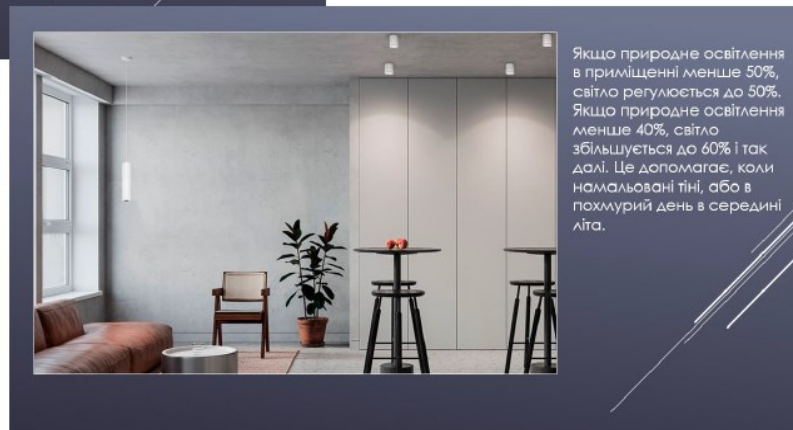 Якщо природне освітлення
в приміщенні менше 50%,
світло регулюється до 50%.
Якщо природне освітлення
менше 40%, світло
збільшується до 60% і так
далі. Це допомагає, коли
намальовані тіні, або в
похмурий день в середині
літа.